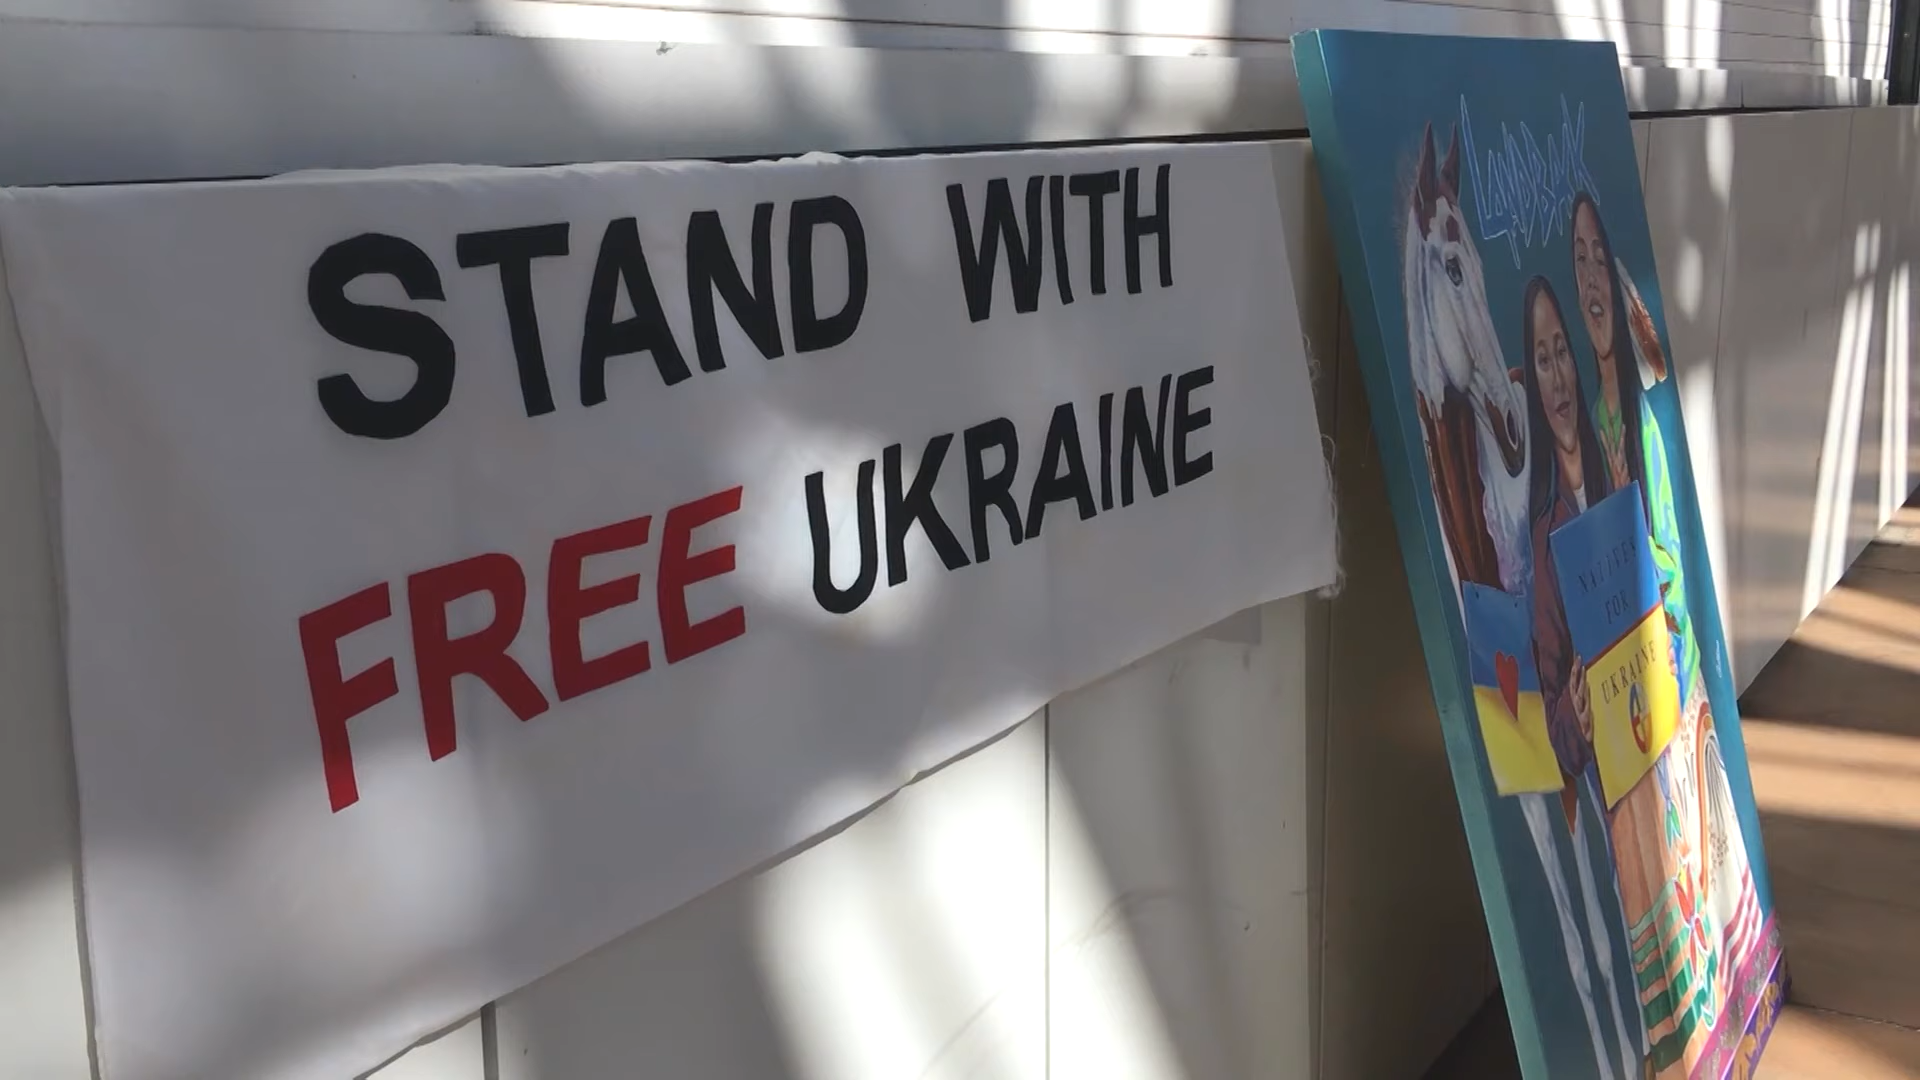 STAND WITH
FREE UKRAINE
LANDBACK
NATIVES
FOR
UKRAINE